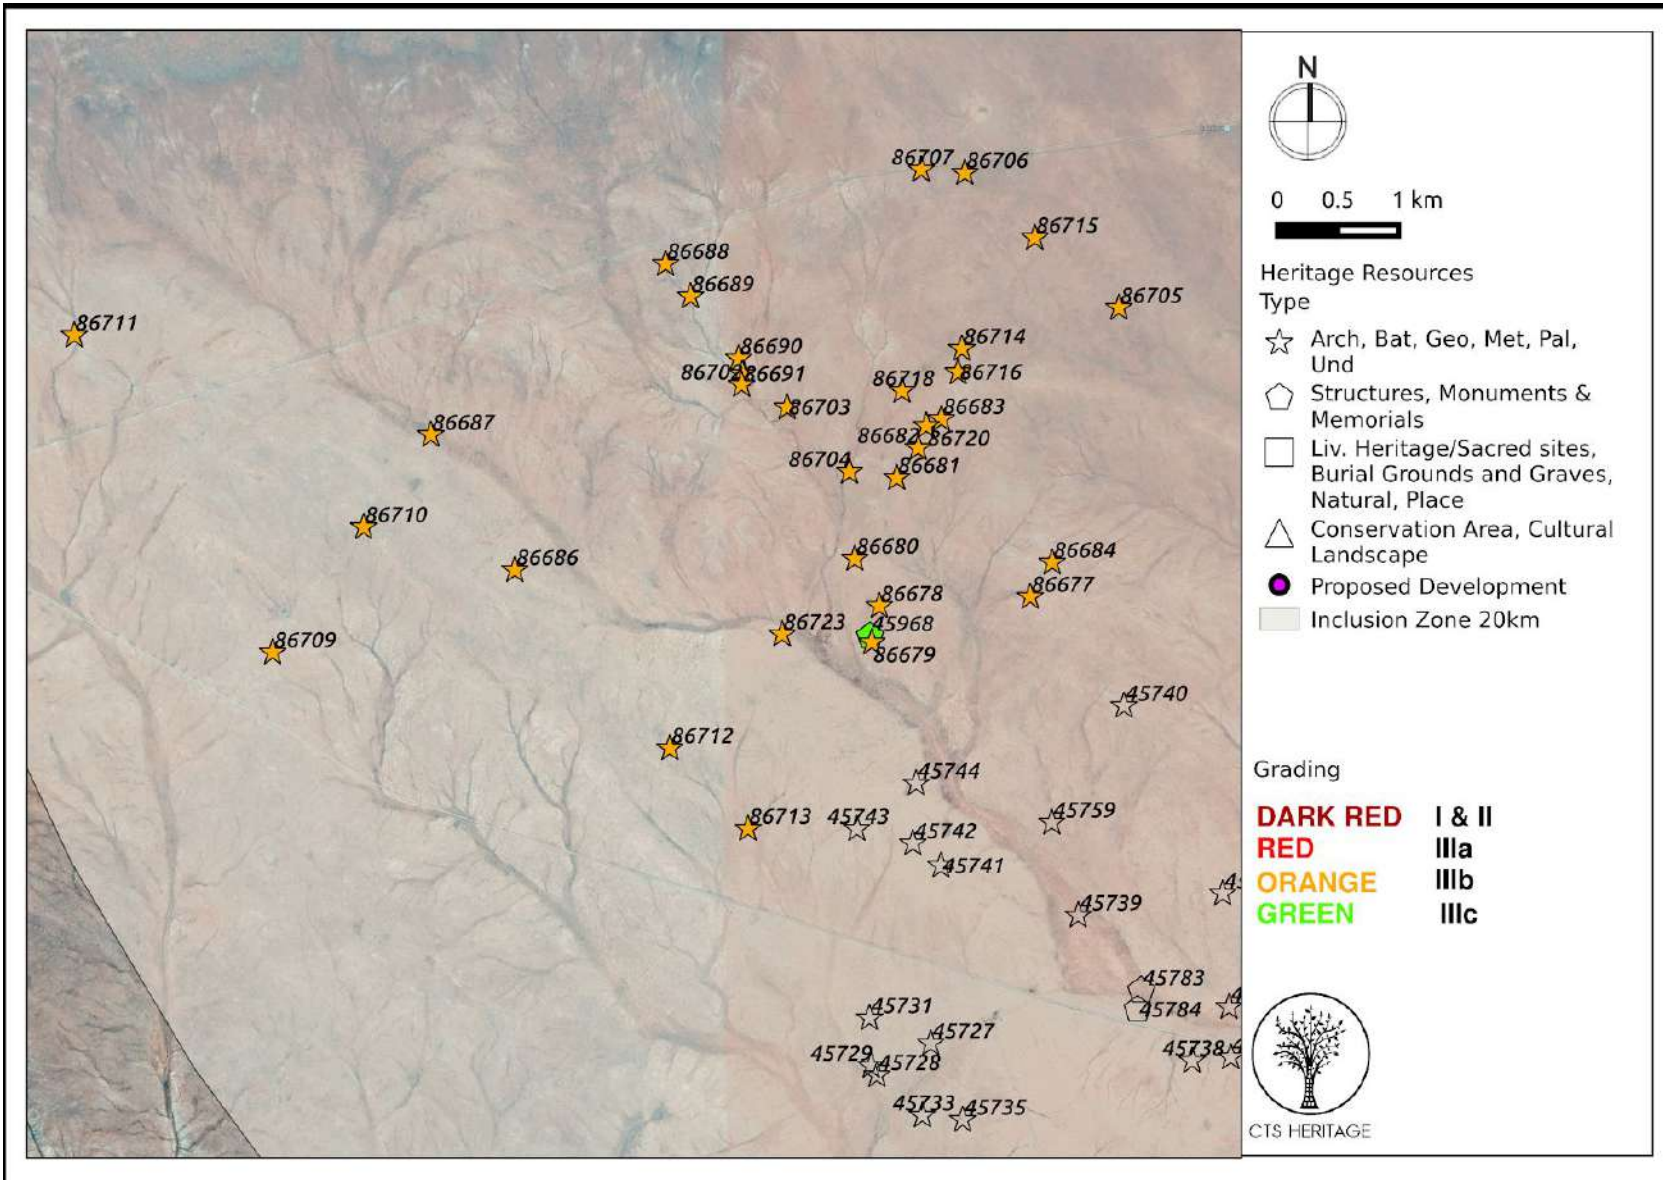 86707
86706
86715
86688
86689
86705
86711
86690
86714
86702
86691
86718
86716
86703
86683
86687
86682
86720
86704
86681
86710
86680
86684
86686
86677
86678
86723
45968
86709
86679
45740
86712
45744
86713
45743
45742
45759
45741
45739
45783
45784
45731
45727
45729
45728
45738
45733
45735
N
0 0.5 1 km
Heritage Resources
Type
Arch, Bat, Geo, Met, Pal,
Und
Structures, Monuments &
Memorials
Liv. Heritage/Sacred sites,
Burial Grounds and Graves,
Natural, Place
Conservation Area, Cultural
Landscape
Proposed Development
Inclusion Zone 20km
Grading
DARK RED I & II
RED IIIa
ORANGE IIIb
GREEN IIIc
CTS HERITAGE